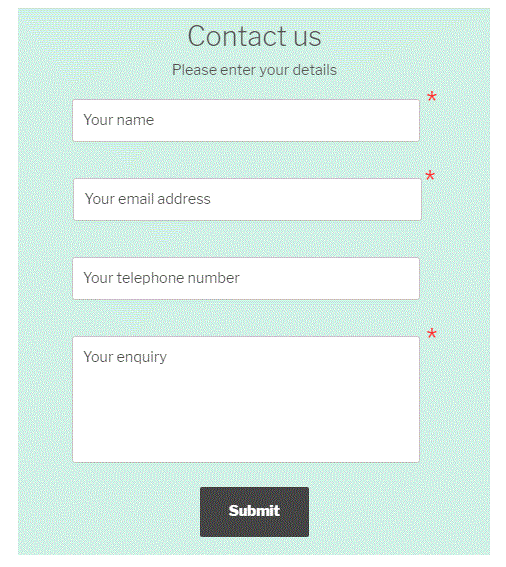 Contact us
Please enter your details
Your name *
Your email address *
Your telephone number
Your enquiry *
Submit